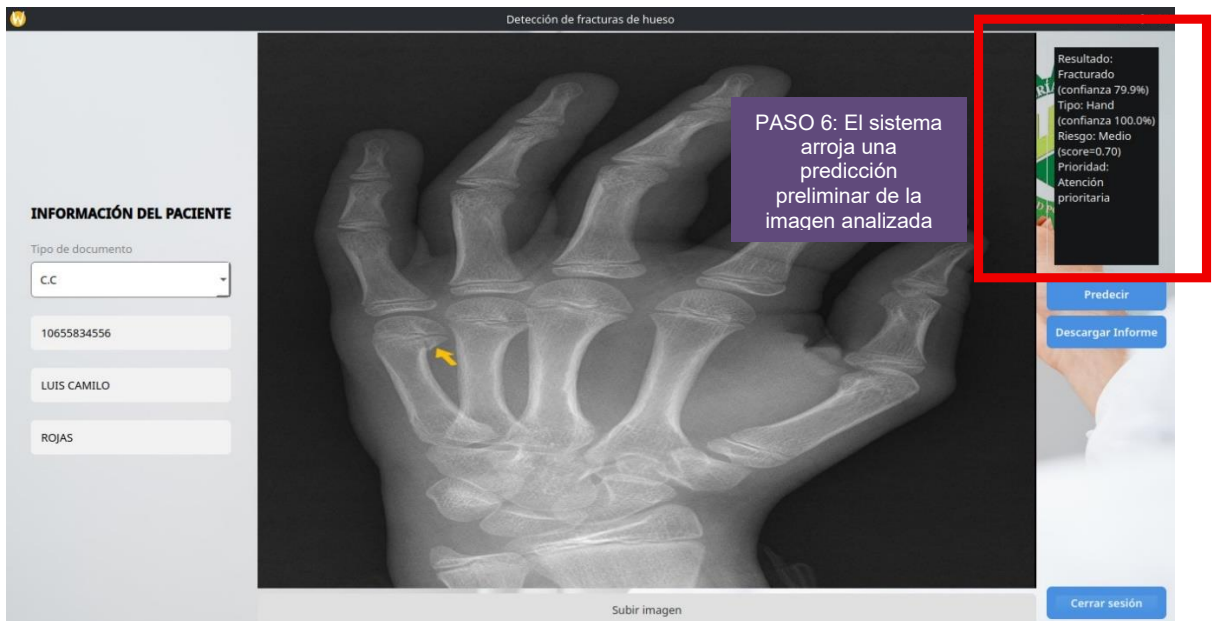 Detección de fracturas de hueso
INFORMACIÓN DEL PACIENTE
Tipo de documento
C.C
10655834556
LUIS CAMILO
ROJAS
PASO 6: El sistema
arroja una
predicción
preliminar de la
imagen analizada
Resultado:
Fracturado
(confianza 79.9%)
Tipo: Hand
(confianza 100.0%)
Riesgo: Medio
(score=0.70)
Prioridad:
Atención
prioritaria
Predecir
Descargar Informe
Subir imagen
Cerrar sesión